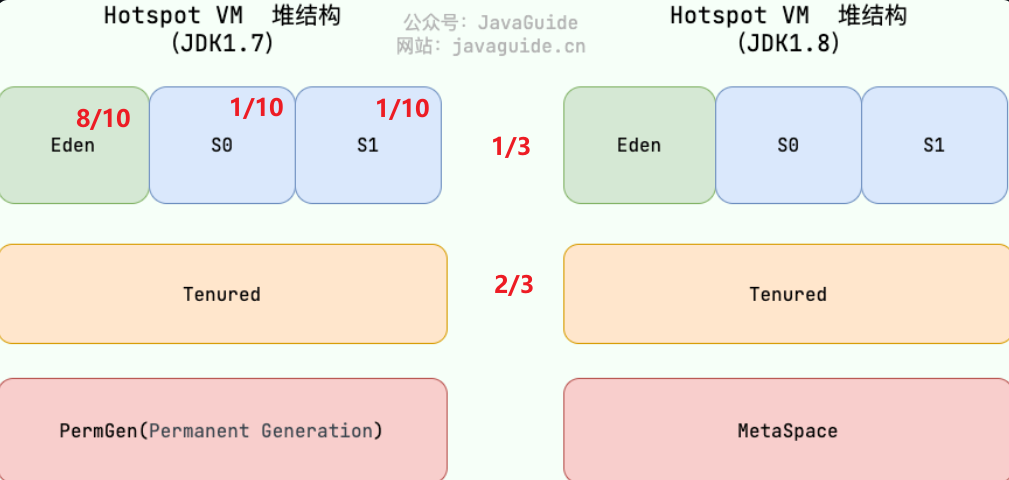 Hotspot VM 堆结构
(JDK1.7)
公众号：JavaGuide
网站：javaguide.cn
Hotspot VM 堆结构
(JDK1.8)
8/10
1/10
1/10
Eden
S0
S1
1/3
Eden
S0
S1
Tenured
2/3
Tenured
PermGen(Permanent Generation)
MetaSpace